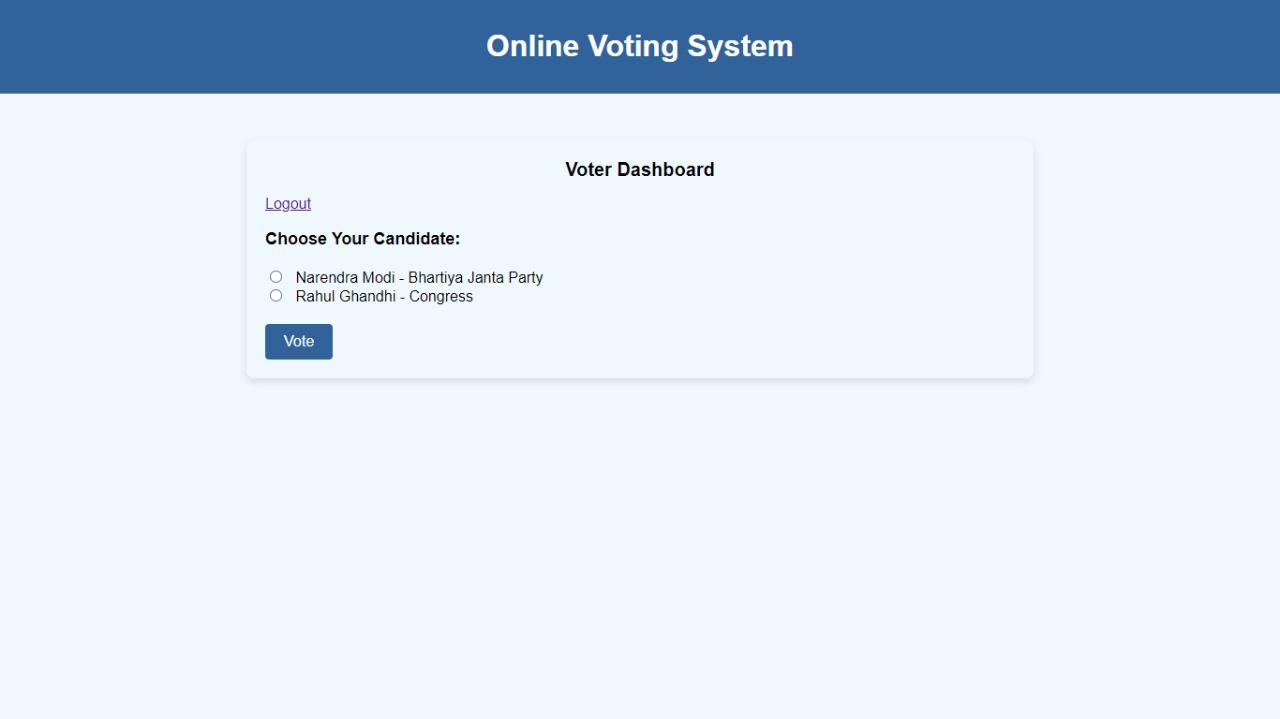 Online Voting System
Voter Dashboard
Logout
Choose Your Candidate:
Narendra Modi - Bhartiya Janta Party
Rahul Ghandhi - Congress
Vote